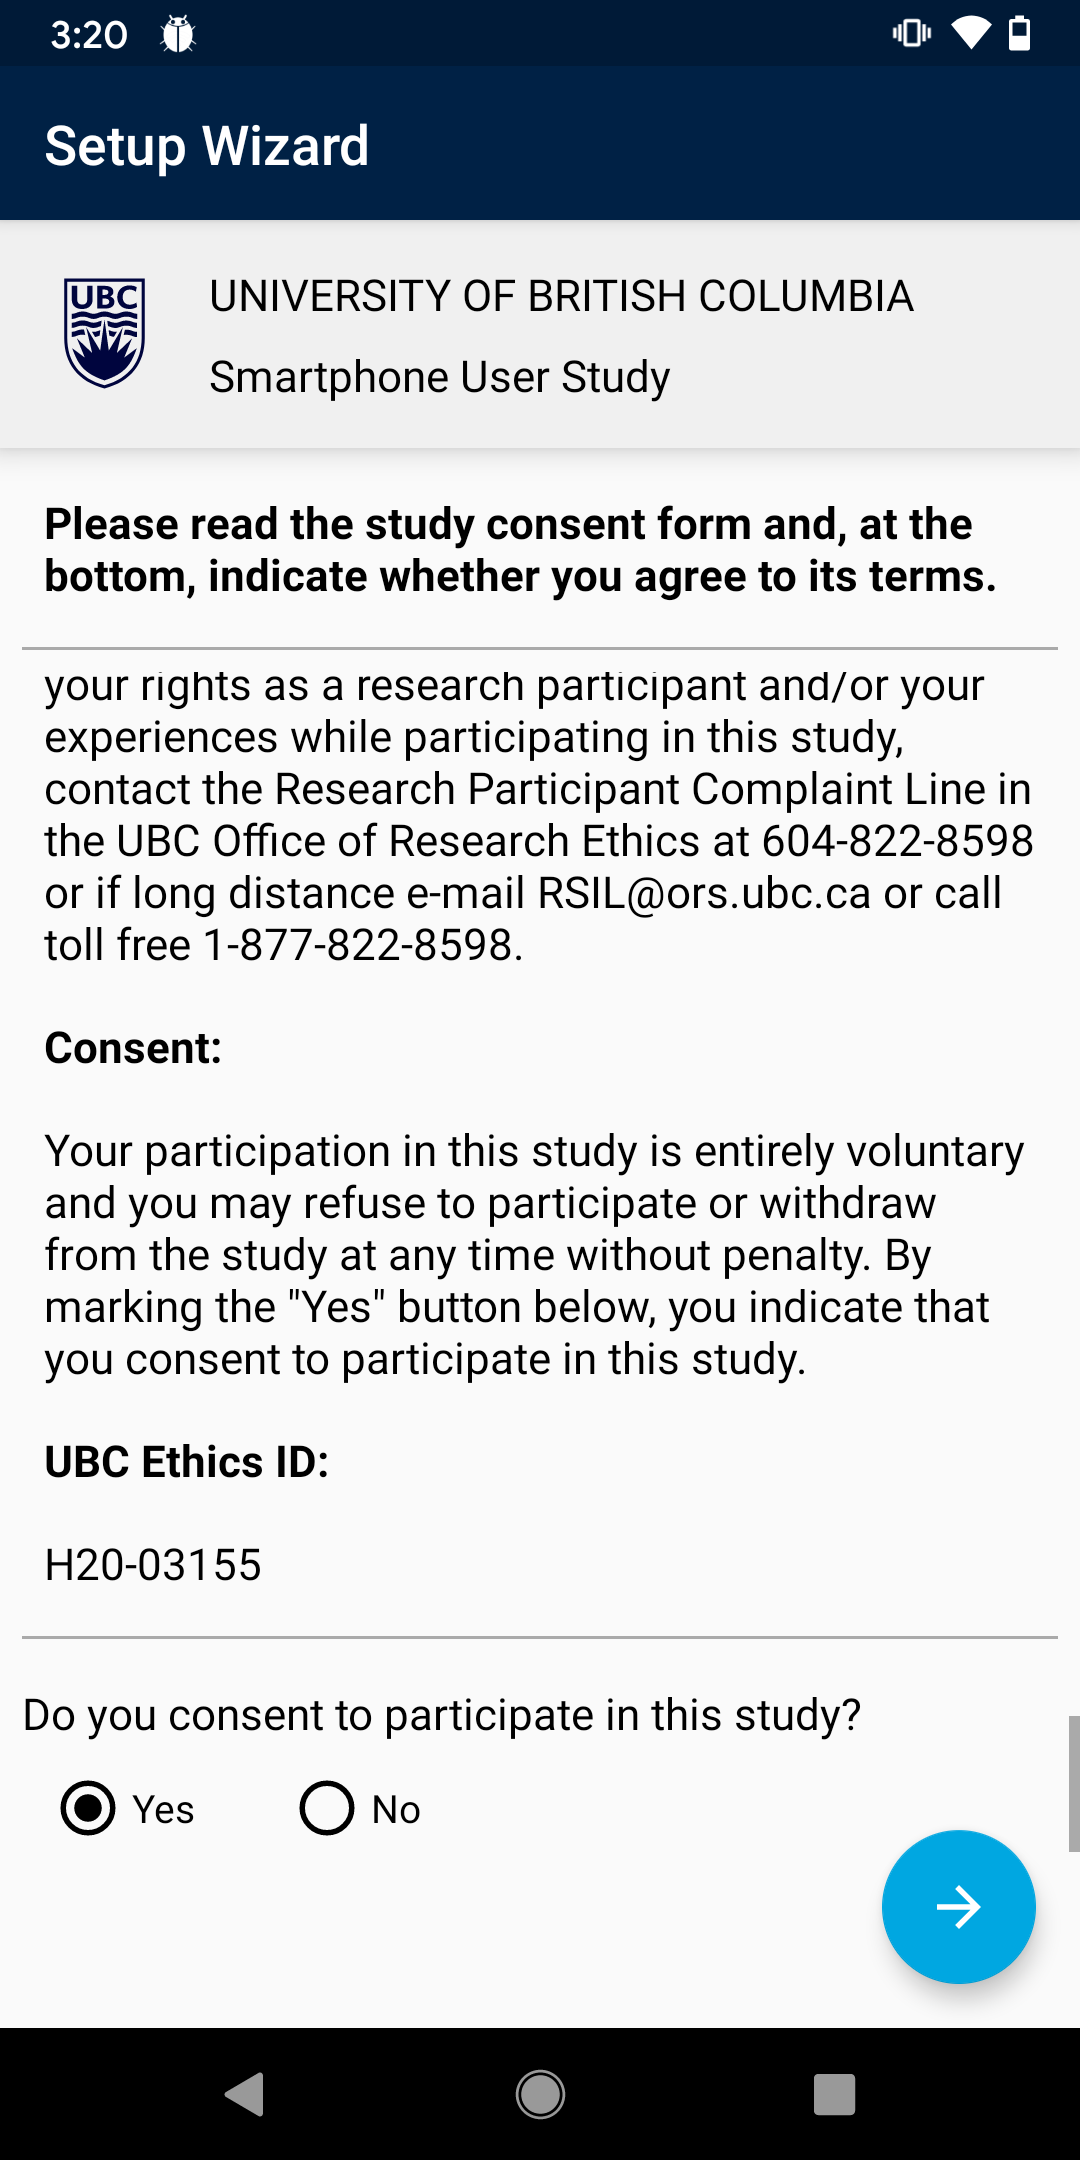 3:20
Setup Wizard
UBC
UNIVERSITY OF BRITISH COLUMBIA
Smartphone User Study
Please read the study consent form and, at the
bottom, indicate whether you agree to its terms.
your rights as a research participant and/or your
experiences while participating in this study,
contact the Research Participant Complaint Line in
the UBC Office of Research Ethics at 604-822-8598
or if long distance e-mail RSIL@ors.ubc.ca or call
toll free 1-877-822-8598.
Consent:
Your participation in this study is entirely voluntary
and you may refuse to participate or withdraw
from the study at any time without penalty. By
marking the "Yes" button below, you indicate that
you consent to participate in this study.
UBC Ethics ID:
H20-03155
Do you consent to participate in this study?
Yes No